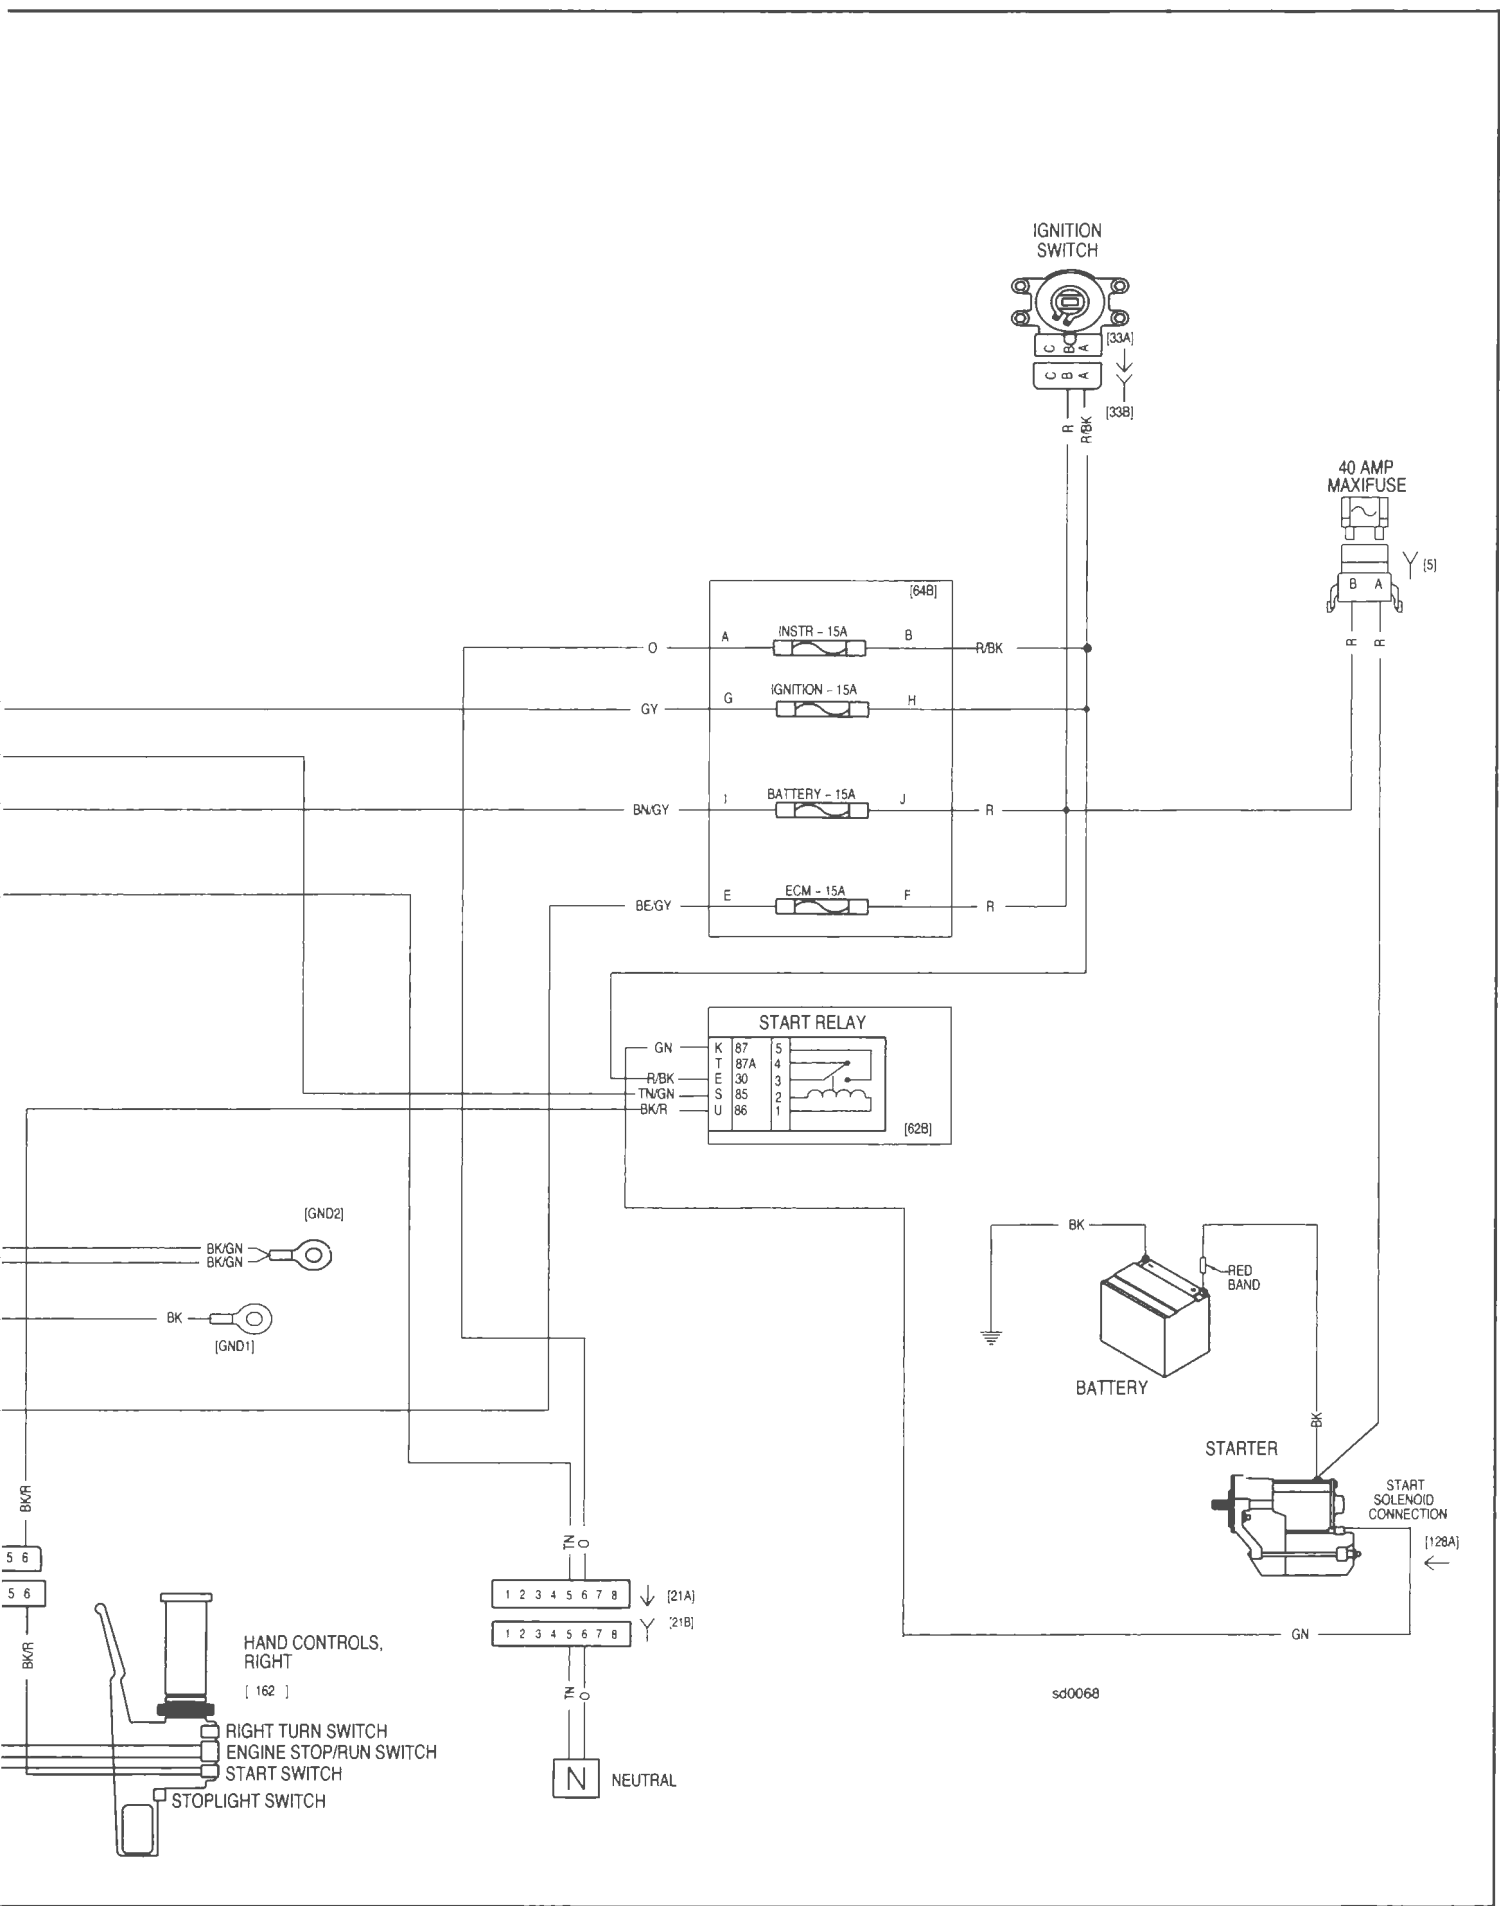 IGNITION
SWITCH
C B A [33A]
C B A
[33B]
R R/BK
40 AMP
MAXIFUSE
[5]
B A
R R
[64B]
O A INSTR - 15A B R/BK
GY G IGNITION - 15A H
BN/GY I BATTERY - 15A J R
BE/GY E ECM - 15A F R
START RELAY
GN K 87 5
T 87A 4
R/BK E 30 3
TN/GN S 85 2
BK/R U 86 1
[62B]
[GND2]
BK/GN
BK/GN
BK
[GND1]
BK
RED
BAND
BATTERY
BK
STARTER
START
SOLENOID
CONNECTION
[128A]
GN
BK/R
5 6
5 6
BK/R
TN O
1 2 3 4 5 6 7 8 [21A]
1 2 3 4 5 6 7 8 [21B]
TN O
N NEUTRAL
HAND CONTROLS,
RIGHT
[ 162 ]
RIGHT TURN SWITCH
ENGINE STOP/RUN SWITCH
START SWITCH
STOPLIGHT SWITCH
sd0068